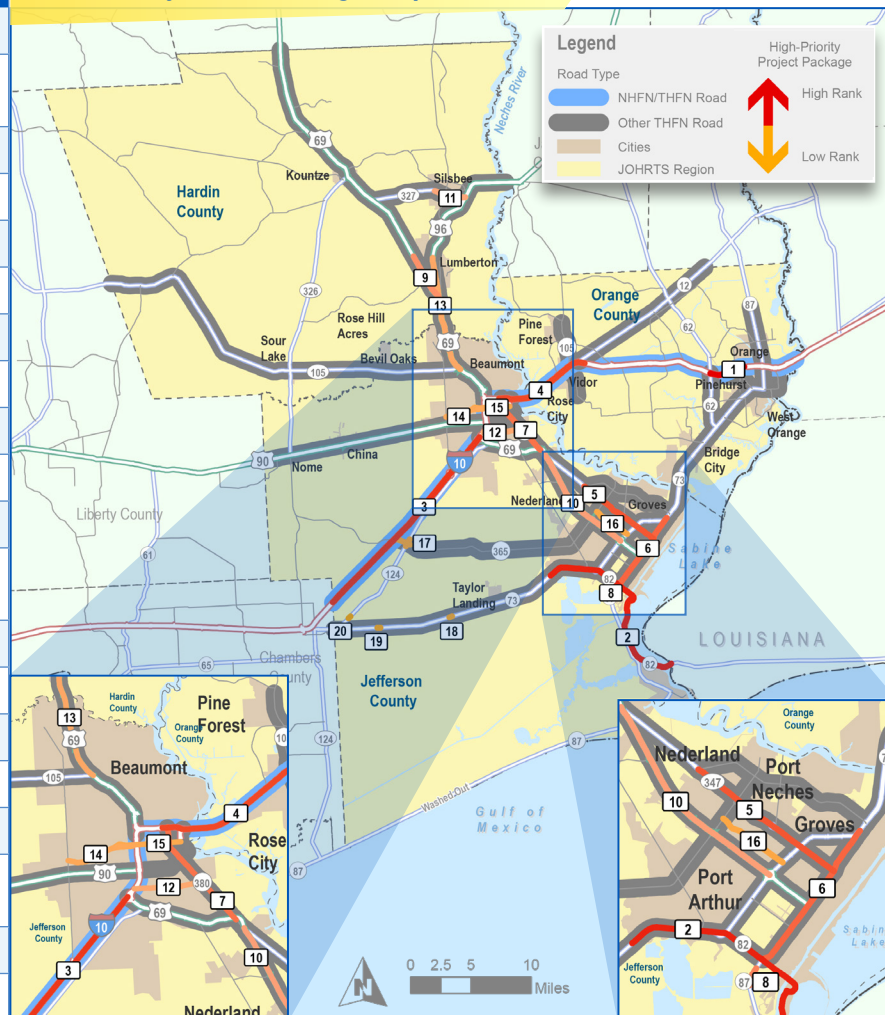 Legend
Road Type
NHFN/THFN Road
Other THFN Road
Cities
JOHRTS Region
High-Priority
Project Package
High Rank
Low Rank
Neches River
69
Kountze
Silsbee
327
11
Hardin
County
96
Lumberton
9
326
13
12
Orange
County
87
62
Rose Hill
Acres
Pine
Forest
Sour
Lake
69
105
Orange
Bevil Oaks
Beaumont
105
1
Vidor
Pinehurst
4
Rose
City
15
62
14
West
Orange
12
7
69
90
China
Nome
10
Bridge
City
73
5
Nederland
10
Groves
3
Liberty County
16
17
6
365
Sabine
Lake
61
124
82
Taylor
Landing
73
8
20
19
18
2
LOUISIANA
65
Chambers
County
82
Jefferson
County
124
87
Washed Out
Gulf of
Mexico
87
0 2.5 5 10
Miles
N
Hardin
County
Pine
Forest
13
69
Orange
County
10
105
Beaumont
4
15
Rose
City
14
90
12
380
7
69
Jefferson
County
10
10
3
Nederland
Orange
County
Nederland
Port
Neches
7
347
10
5
Groves
16
Port
Arthur
6
2
82
Sabin
Lake
Jefferson
County
87
8